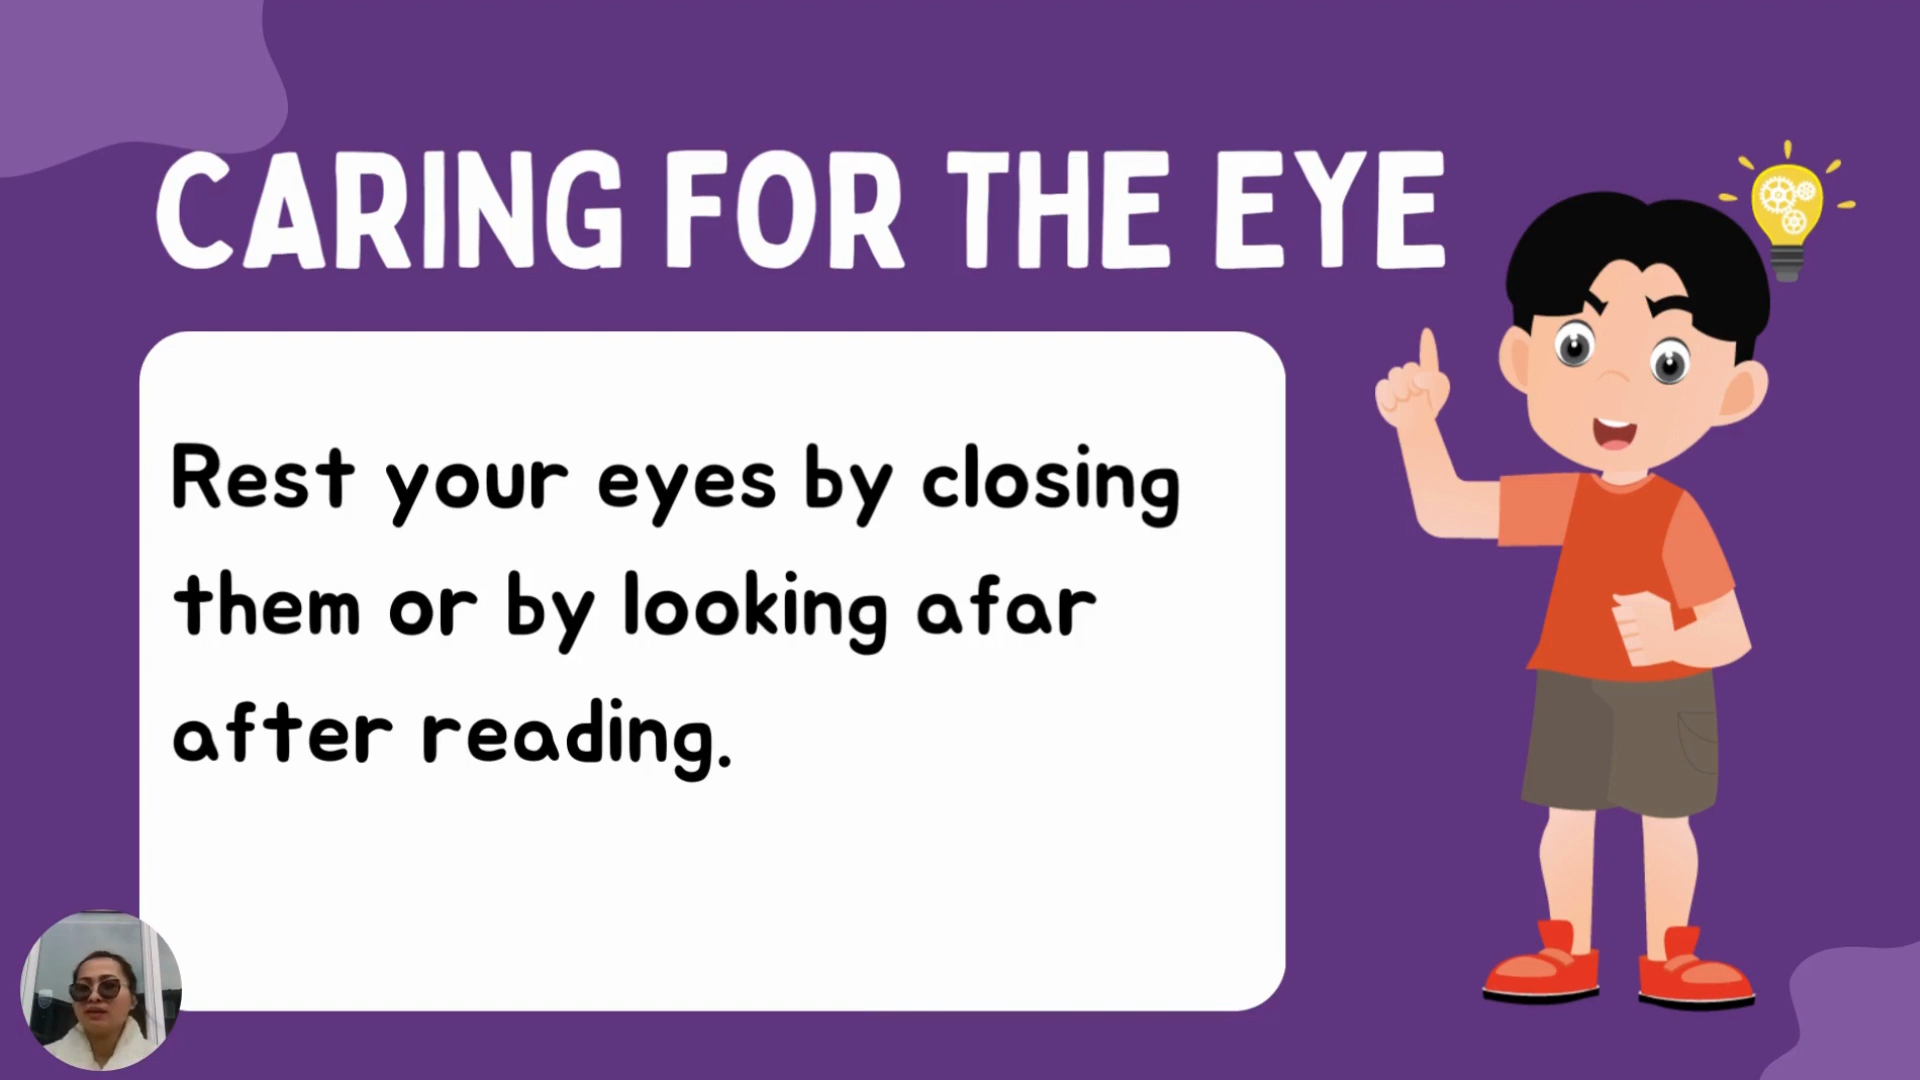 CARING FOR THE EYE
Rest your eyes by closing
them or by looking afar
after reading.